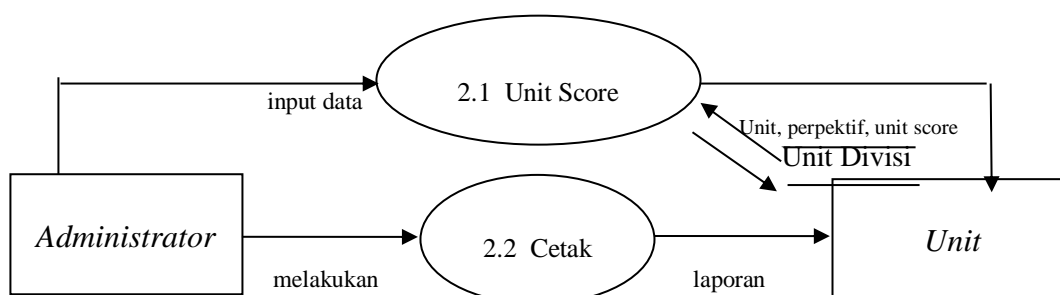 2.1 Unit Score
input data
Unit, perpektif, unit score
Unit Divisi
Administrator
2.2 Cetak
Unit
melakukan
laporan